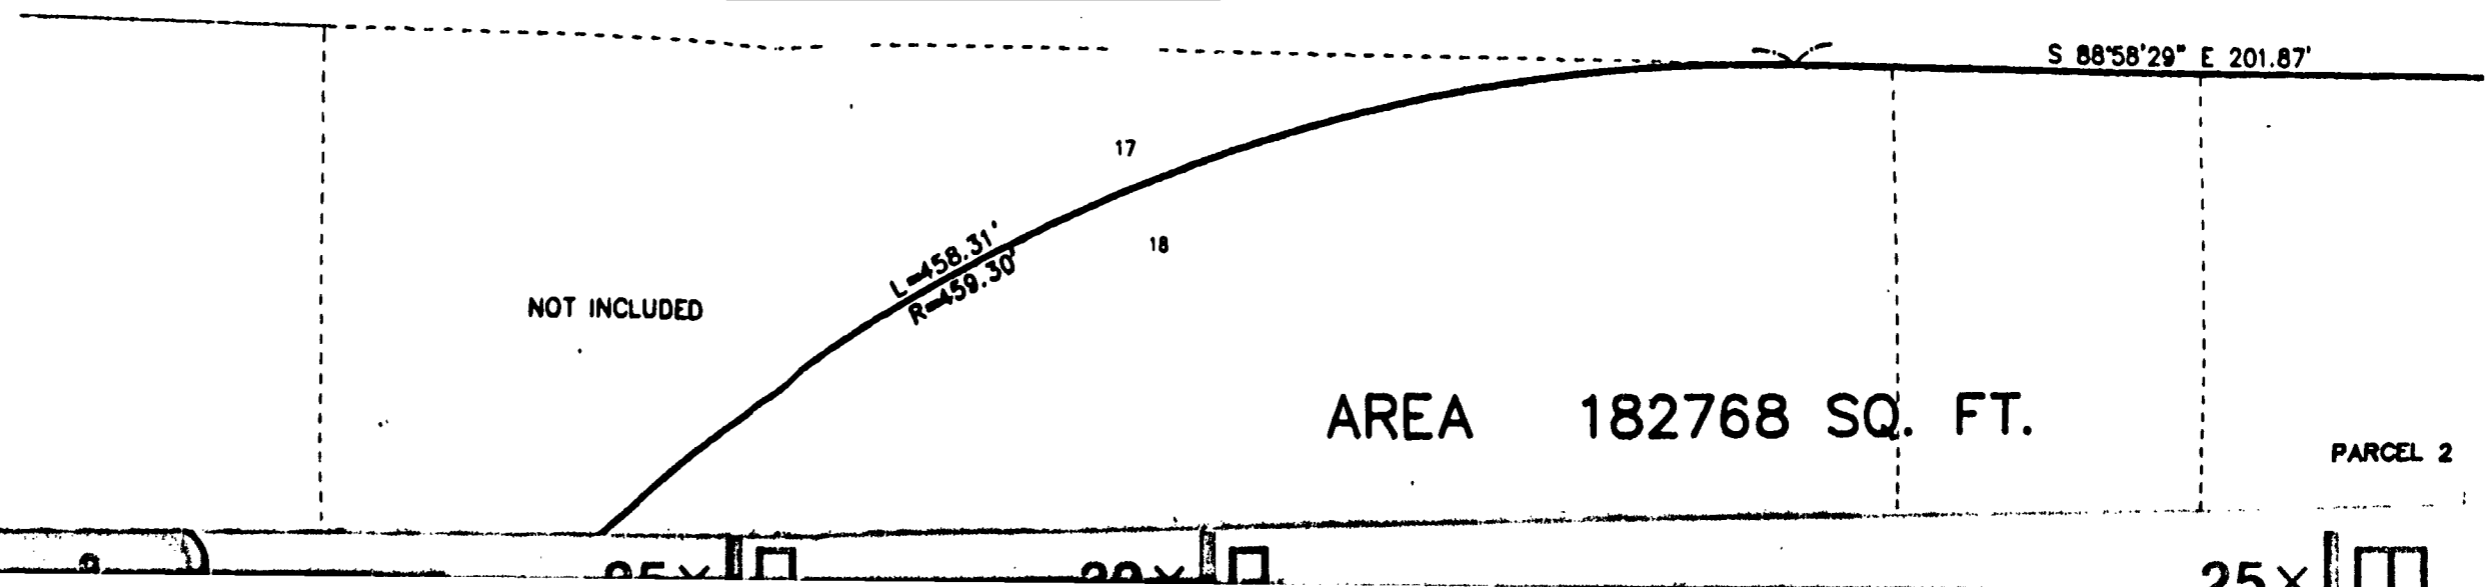 S 88°58'29" E 201.87'
17
L=458.31'
R=459.30'
18
NOT INCLUDED
AREA 182768 SQ. FT.
PARCEL 2
25×